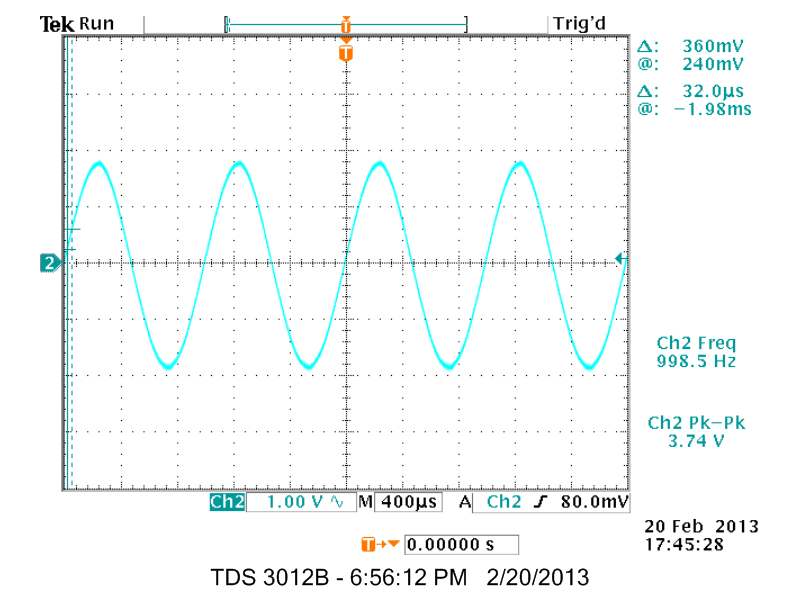 Tek Run Trig'd
T
T
Δ: 360mV
@: 240mV
Δ: 32.0µs
@: −1.98ms
2
Ch2 Freq
998.5 Hz
Ch2 Pk−Pk
3.74 V
Ch2 1.00 V M 400µs A Ch2 80.0mV
T 0.00000 s
20 Feb 2013
17:45:28
TDS 3012B - 6:56:12 PM 2/20/2013